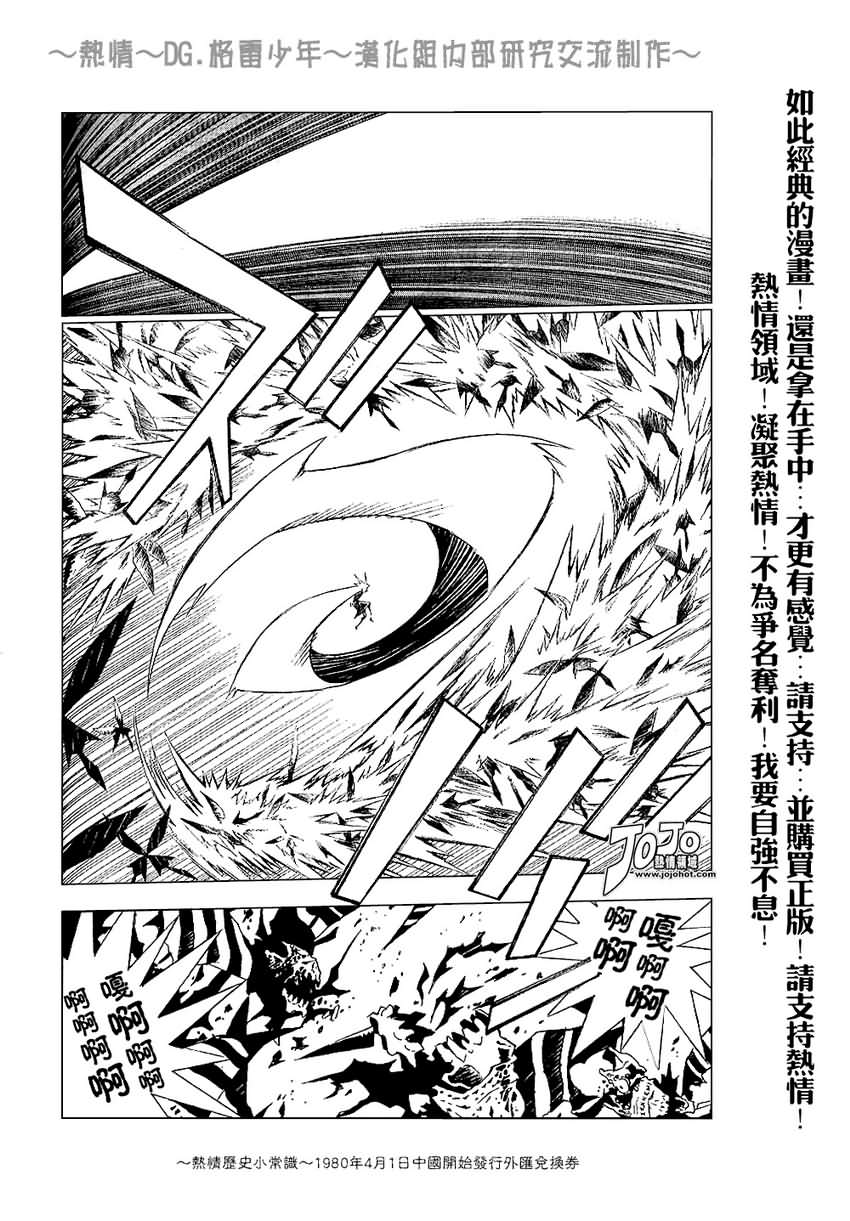 ～熱情～DG.格雷少年～漢化組內部研究交流制作～
如此經典的漫畫！還是拿在手中…才更有感覺…請支持…並購買正版！請支持熱情！
熱情領域！凝聚熱情！不為爭名奪利！我要自強不息！
ズ
JOJO
熱情領域
www.jojohot.com
嘎啊啊
啊啊
嘎啊啊啊
啊啊啊啊
～熱情歷史小常識～1980年4月1日中國開始發行外匯兌換券